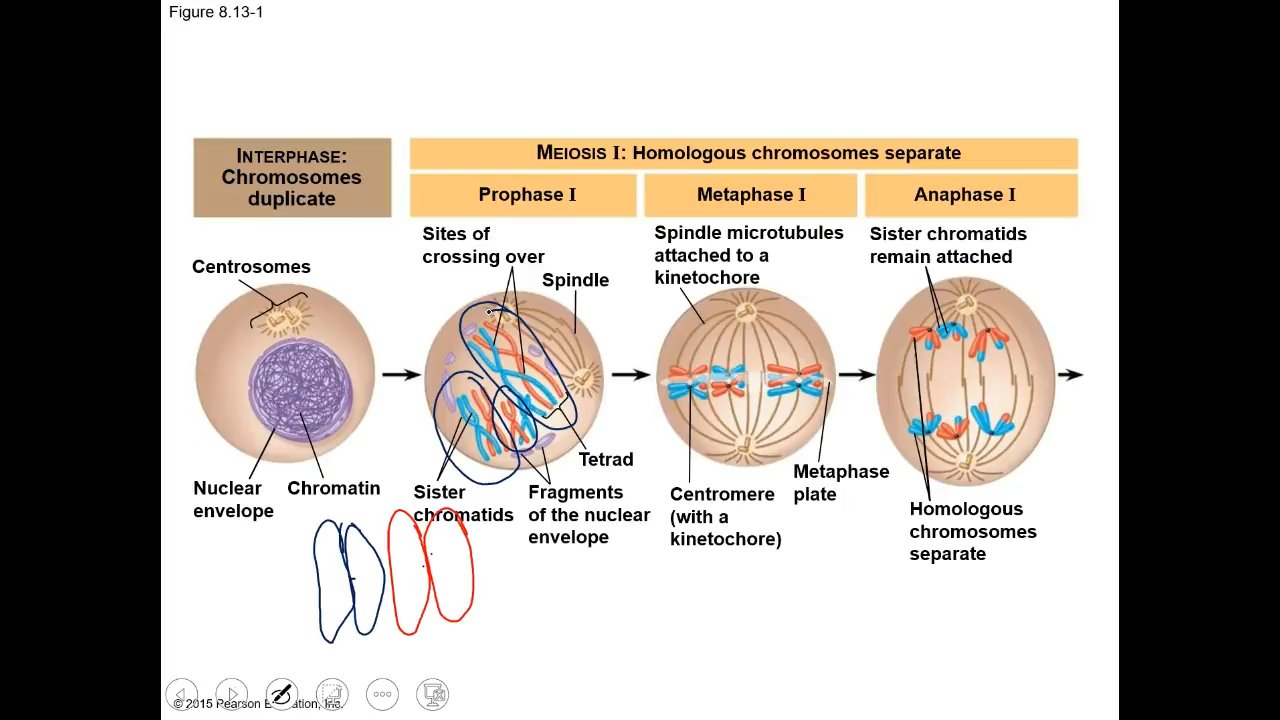 Figure 8.13-1
INTERPHASE:
Chromosomes
duplicate
MEIOSIS I: Homologous chromosomes separate
Prophase I
Metaphase I
Anaphase I
Centrosomes
Sites of
crossing over
Spindle
Spindle microtubules
attached to a
kinetochore
Sister chromatids
remain attached
Nuclear
envelope
Chromatin
Sister
chromatids
Fragments
of the nuclear
envelope
Tetrad
Centromere
(with a
kinetochore)
Metaphase
plate
Homologous
chromosomes
separate
© 2015 Pearson Education, Inc.